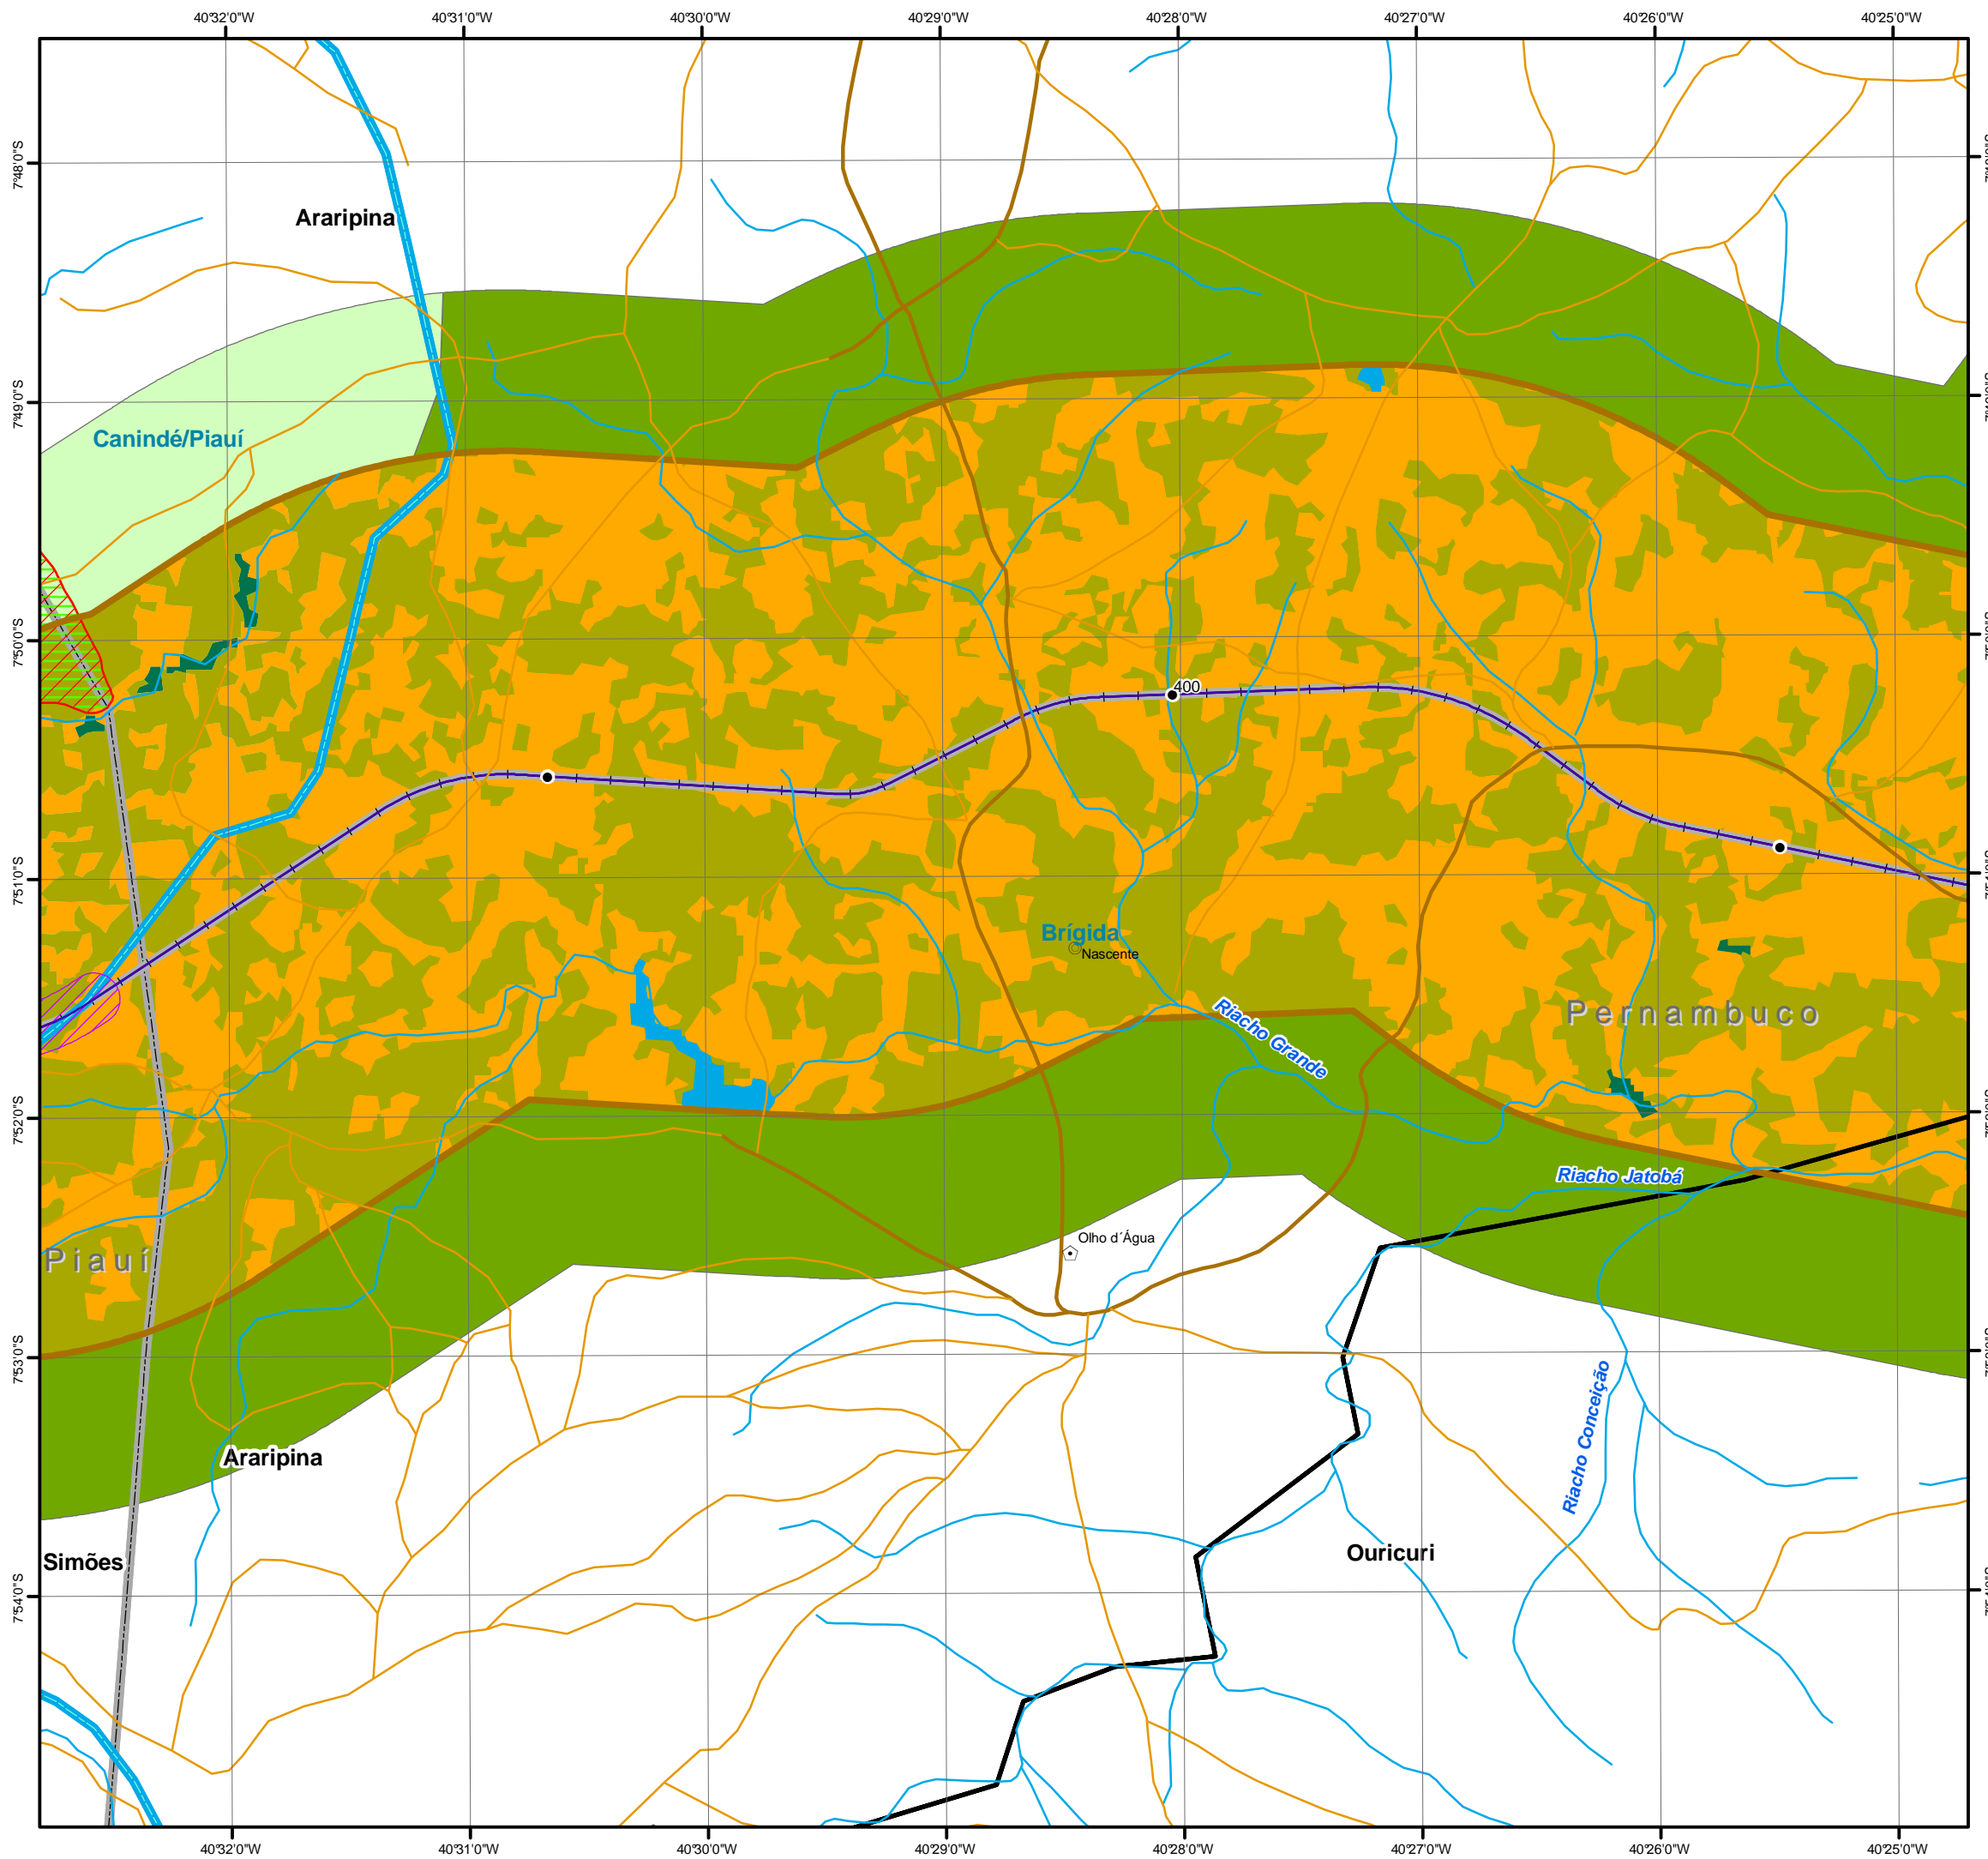 40°32'0"W
40°31'0"W
40°30'0"W
40°29'0"W
40°28'0"W
40°27'0"W
40°26'0"W
40°25'0"W
7°48'0"S
Araripina
7°49'0"S
Canindé/Piauí
7°50'0"S
400
7°51'0"S
Brígida
Nascente
Riacho Grande
Pernambuco
7°52'0"S
Riacho Jatobá
Piauí
Olho d´Água
7°53'0"S
Riacho Conceição
Araripina
Simões
Ouricuri
7°54'0"S
40°32'0"W
40°31'0"W
40°30'0"W
40°29'0"W
40°28'0"W
40°27'0"W
40°26'0"W
40°25'0"W